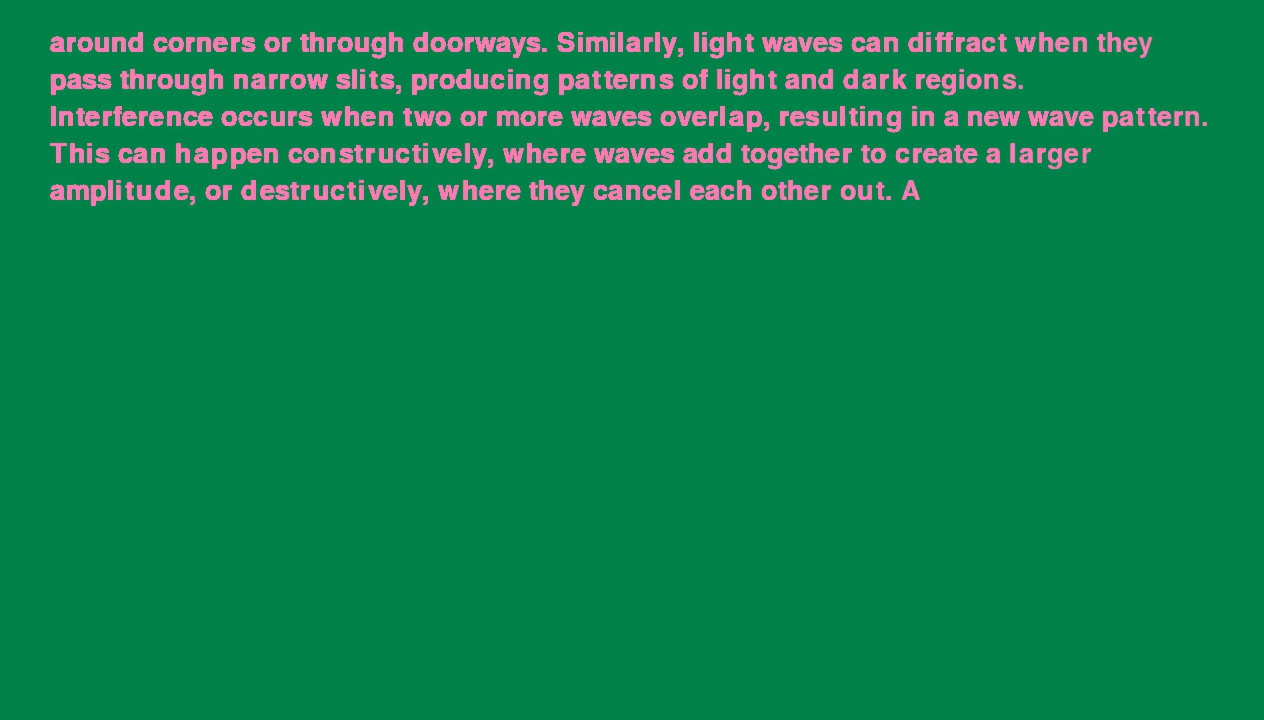 around corners or through doorways. Similarly, light waves can diffract when they
pass through narrow slits, producing patterns of light and dark regions.
Interference occurs when two or more waves overlap, resulting in a new wave pattern.
This can happen constructively, where waves add together to create a larger
amplitude, or destructively, where they cancel each other out. A